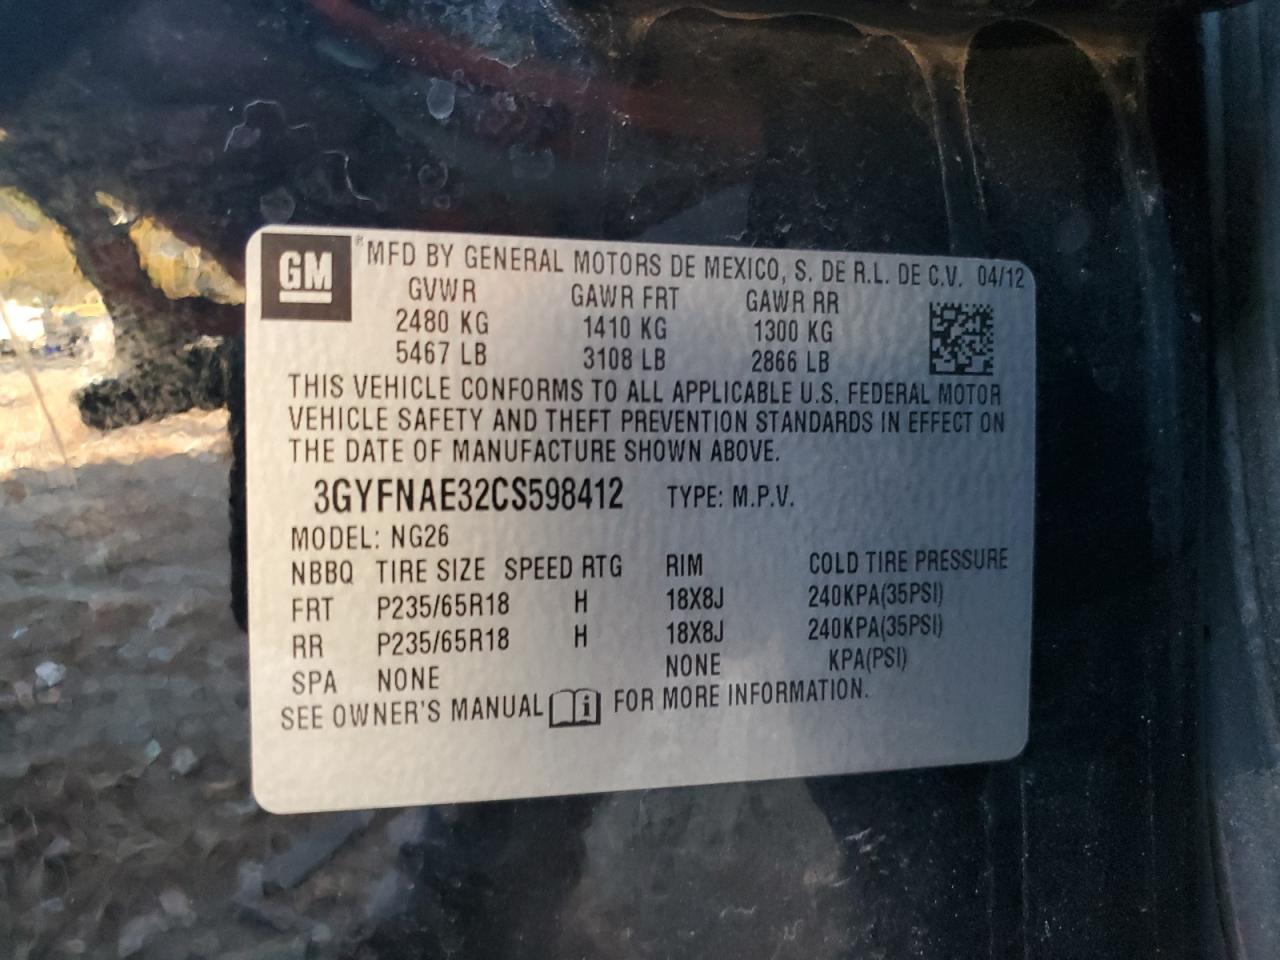 GM ® MFD BY GENERAL MOTORS DE MEXICO, S. DE R.L. DE C.V. 04/12
GVWR GAWR FRT GAWR RR
2480 KG 1410 KG 1300 KG
5467 LB 3108 LB 2866 LB
THIS VEHICLE CONFORMS TO ALL APPLICABLE U.S. FEDERAL MOTOR
VEHICLE SAFETY AND THEFT PREVENTION STANDARDS IN EFFECT ON
THE DATE OF MANUFACTURE SHOWN ABOVE.
3GYFNAE32CS598412 TYPE: M.P.V.
MODEL: NG26
NBBQ TIRE SIZE SPEED RTG RIM COLD TIRE PRESSURE
FRT P235/65R18 H 18X8J 240KPA(35PSI)
RR P235/65R18 H 18X8J 240KPA(35PSI)
SPA NONE NONE KPA(PSI)
SEE OWNER'S MANUAL i FOR MORE INFORMATION.